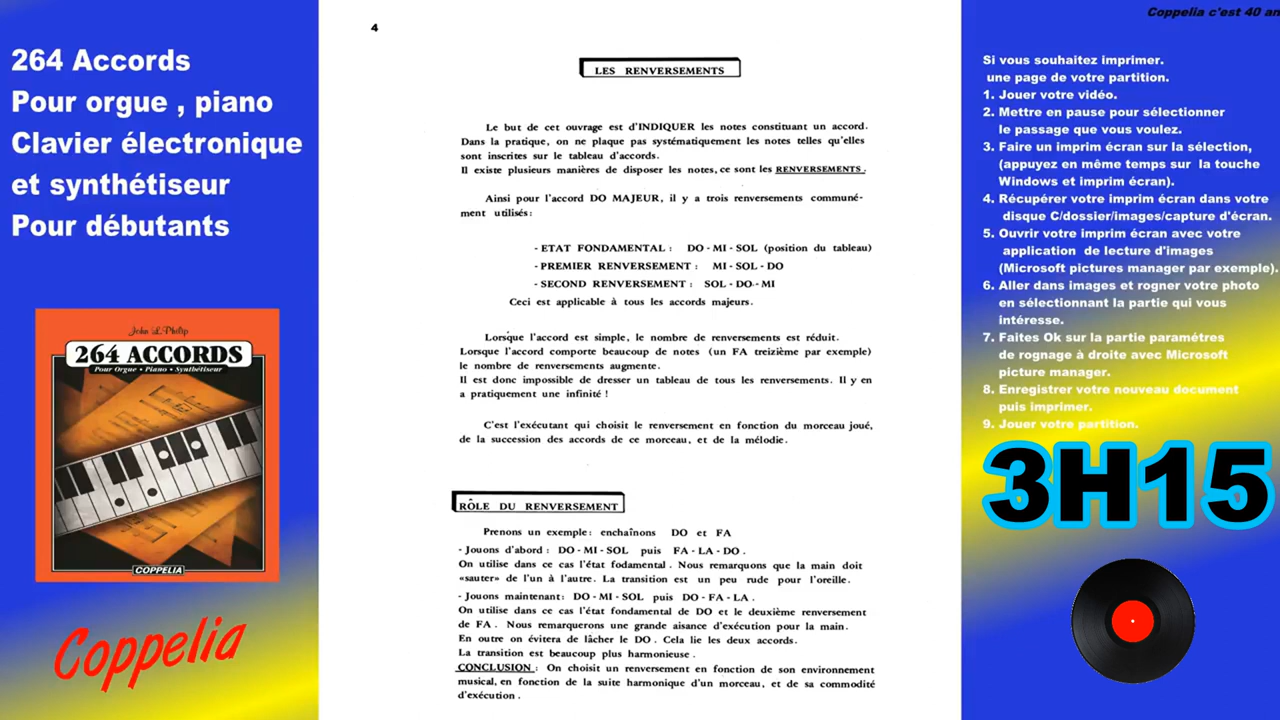 264 Accords
Pour orgue , piano
Clavier électronique
et synthétiseur
Pour débutants
John L. Philip
264 ACCORDS
Pour Orgue • Piano • Synthétiseur
COPPELIA
Coppelia
4
LES RENVERSEMENTS
Le but de cet ouvrage est d'INDIQUER les notes constituant un accord.
Dans la pratique, on ne plaque pas systématiquement les notes telles qu'elles
sont inscrites sur le tableau d'accords.
Il existe plusieurs manières de disposer les notes, ce sont les RENVERSEMENTS.
Ainsi pour l'accord DO MAJEUR, il y a trois renversements communé-
ment utilisés:
- ETAT FONDAMENTAL : DO - MI - SOL (position du tableau)
- PREMIER RENVERSEMENT : MI - SOL - DO
- SECOND RENVERSEMENT : SOL - DO - MI
Ceci est applicable à tous les accords majeurs.
Lorsque l'accord est simple, le nombre de renversements est réduit.
Lorsque l'accord comporte beaucoup de notes (un FA treizième par exemple)
le nombre de renversements augmente.
Il est donc impossible de dresser un tableau de tous les renversements. Il y en
a pratiquement une infinité !
C'est l'exécutant qui choisit le renversement en fonction du morceau joué,
de la succession des accords de ce morceau, et de la mélodie.
RÔLE DU RENVERSEMENT
Prenons un exemple: enchaînons DO et FA
- Jouons d'abord : DO - MI - SOL puis FA - LA - DO .
On utilise dans ce cas l'état fodamental . Nous remarquons que la main doit
«sauter» de l'un à l'autre. La transition est un peu rude pour l'oreille.
- Jouons maintenant: DO - MI - SOL puis DO - FA - LA .
On utilise dans ce cas l'état fondamental de DO et le deuxième renversement
de FA . Nous remarquerons une grande aisance d'exécution pour la main.
En outre on évitera de lâcher le DO . Cela lie les deux accords.
La transition est beaucoup plus harmonieuse .
CONCLUSION : On choisit un renversement en fonction de son environnement
musical, en fonction de la suite harmonique d'un morceau, et de sa commodité
d'exécution .
Coppelia c'est 40 an
Si vous souhaitez imprimer.
une page de votre partition.
1. Jouer votre vidéo.
2. Mettre en pause pour sélectionner
le passage que vous voulez.
3. Faire un imprim écran sur la sélection,
(appuyez en même temps sur la touche
Windows et imprim écran).
4. Récupérer votre imprim écran dans votre
disque C/dossier/images/capture d'écran.
5. Ouvrir votre imprim écran avec votre
application de lecture d'images
(Microsoft pictures manager par exemple).
6. Aller dans images et rogner votre photo
en sélectionnant la partie qui vous
intéresse.
7. Faites Ok sur la partie paramétres
de rognage à droite avec Microsoft
picture manager.
8. Enregistrer votre nouveau document
puis imprimer.
9. Jouer votre partition.
3H15